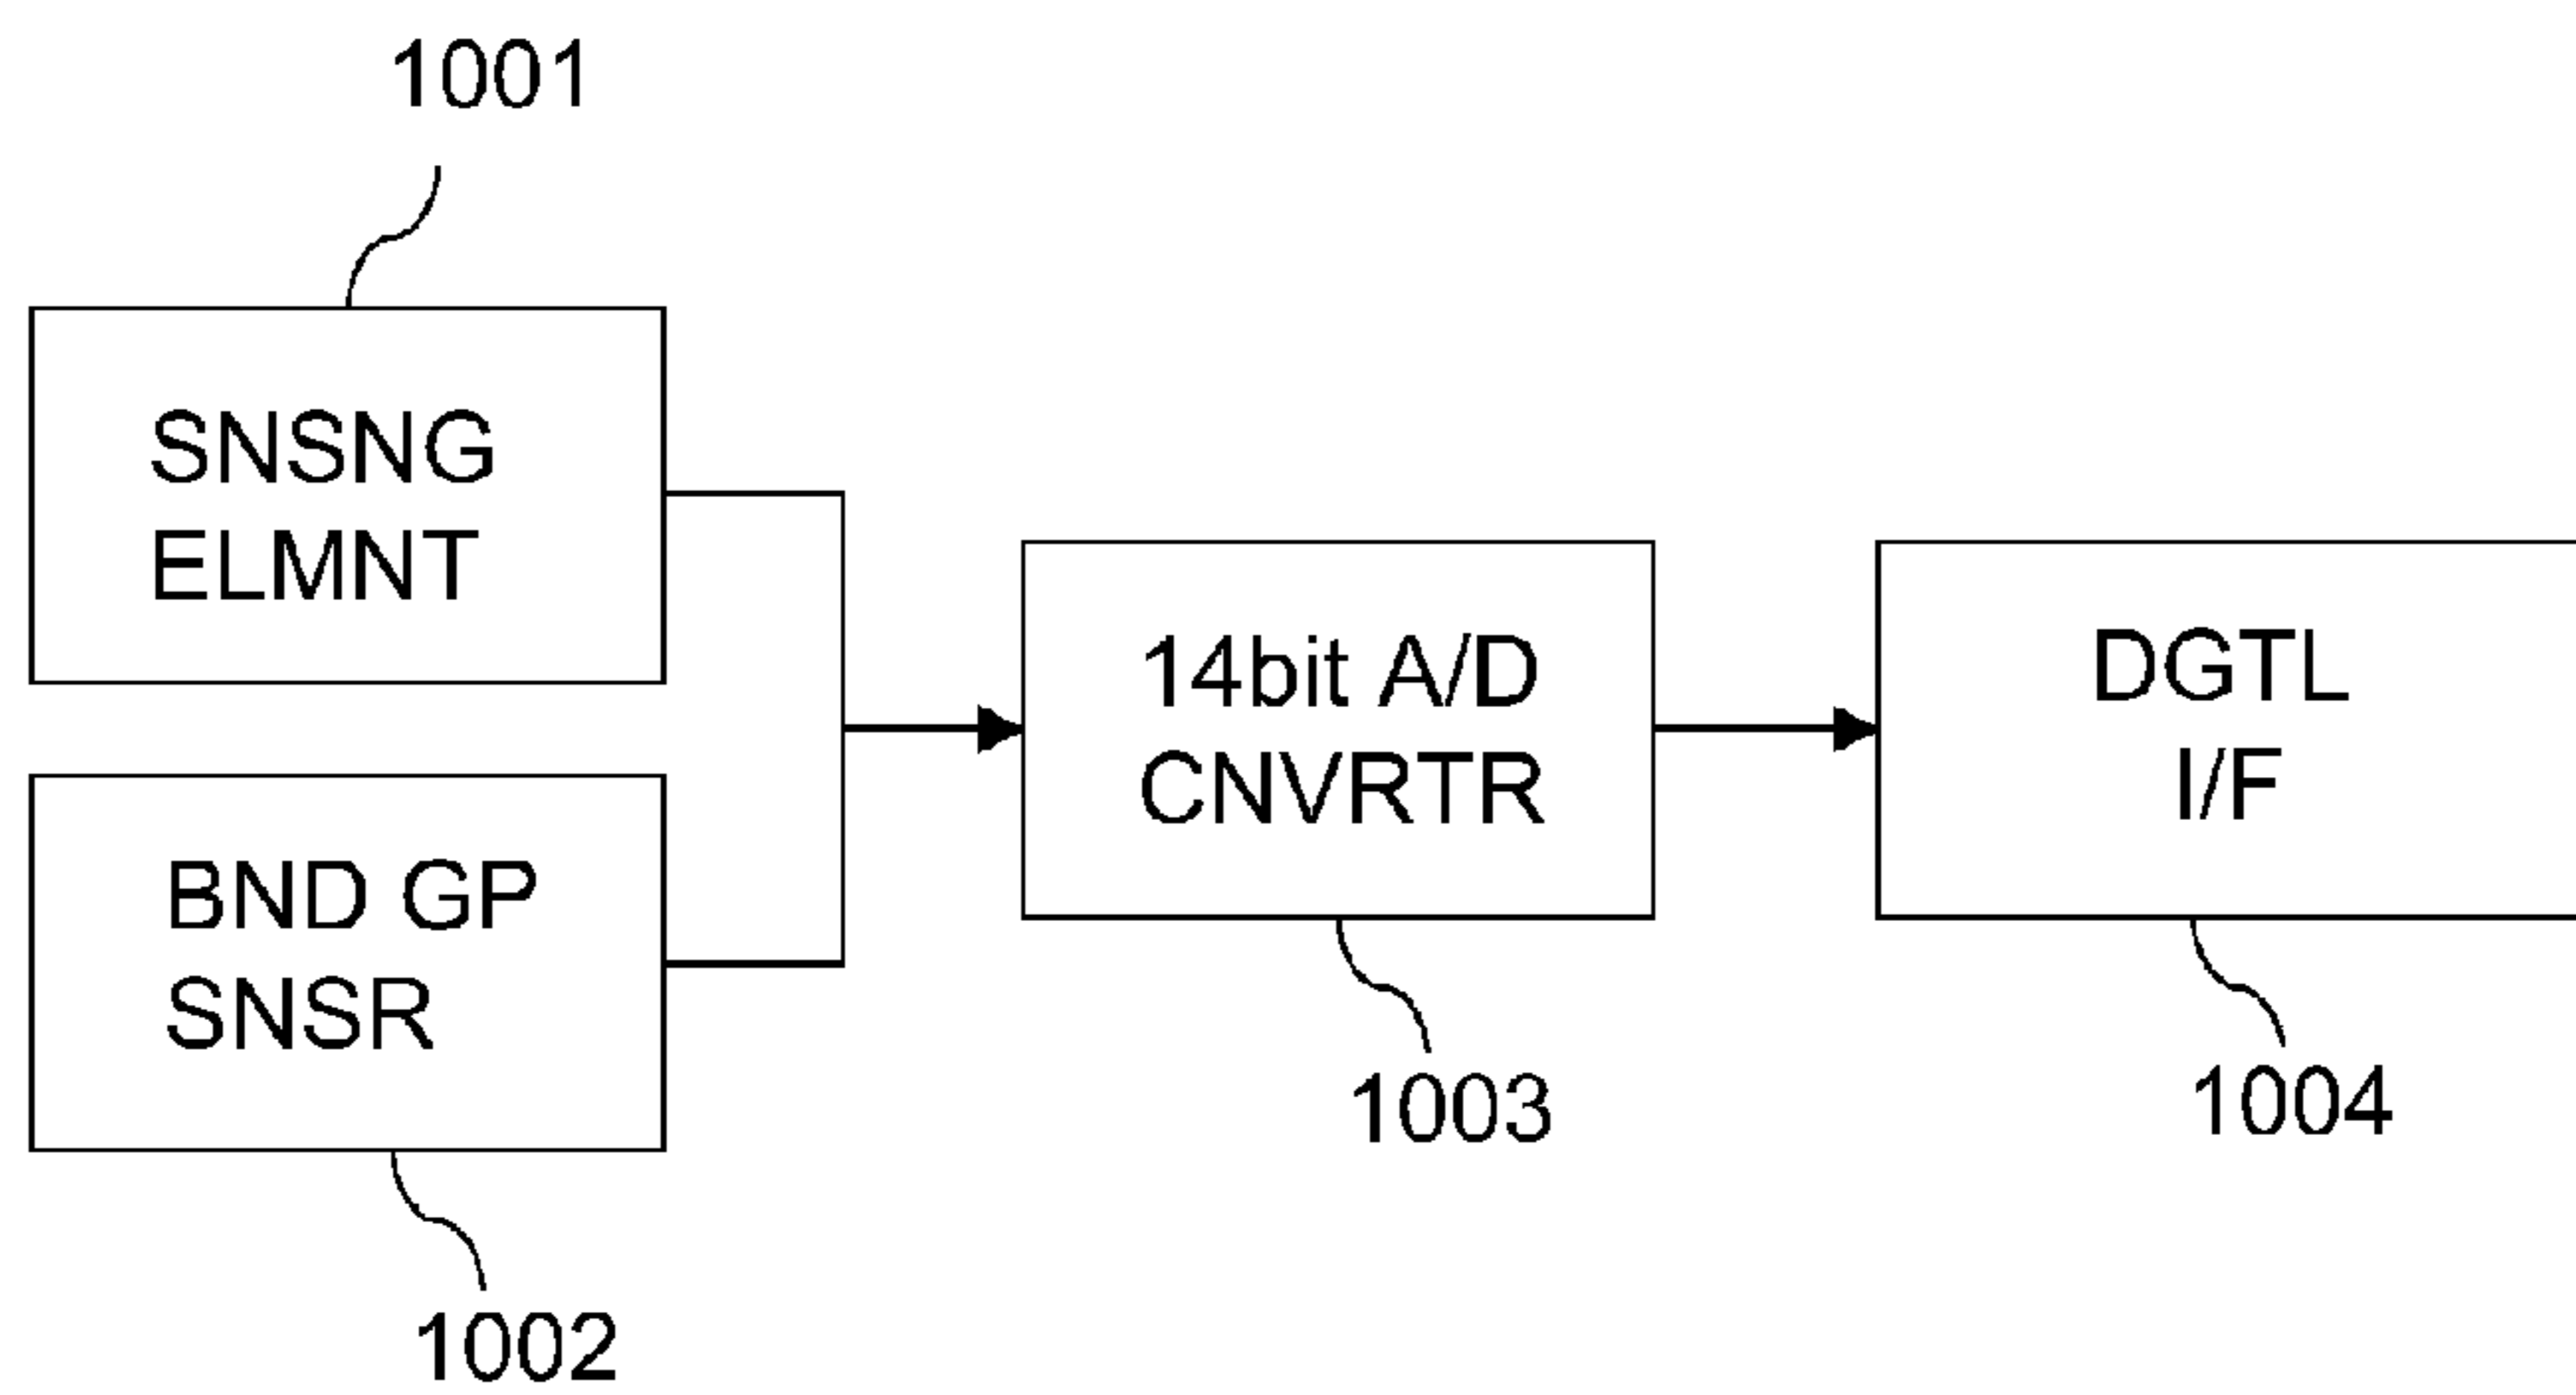 1001
SNSNG
ELMNT
BND GP
SNSR
1002
14bit A/D
CNVRTR
1003
DGTL
I/F
1004